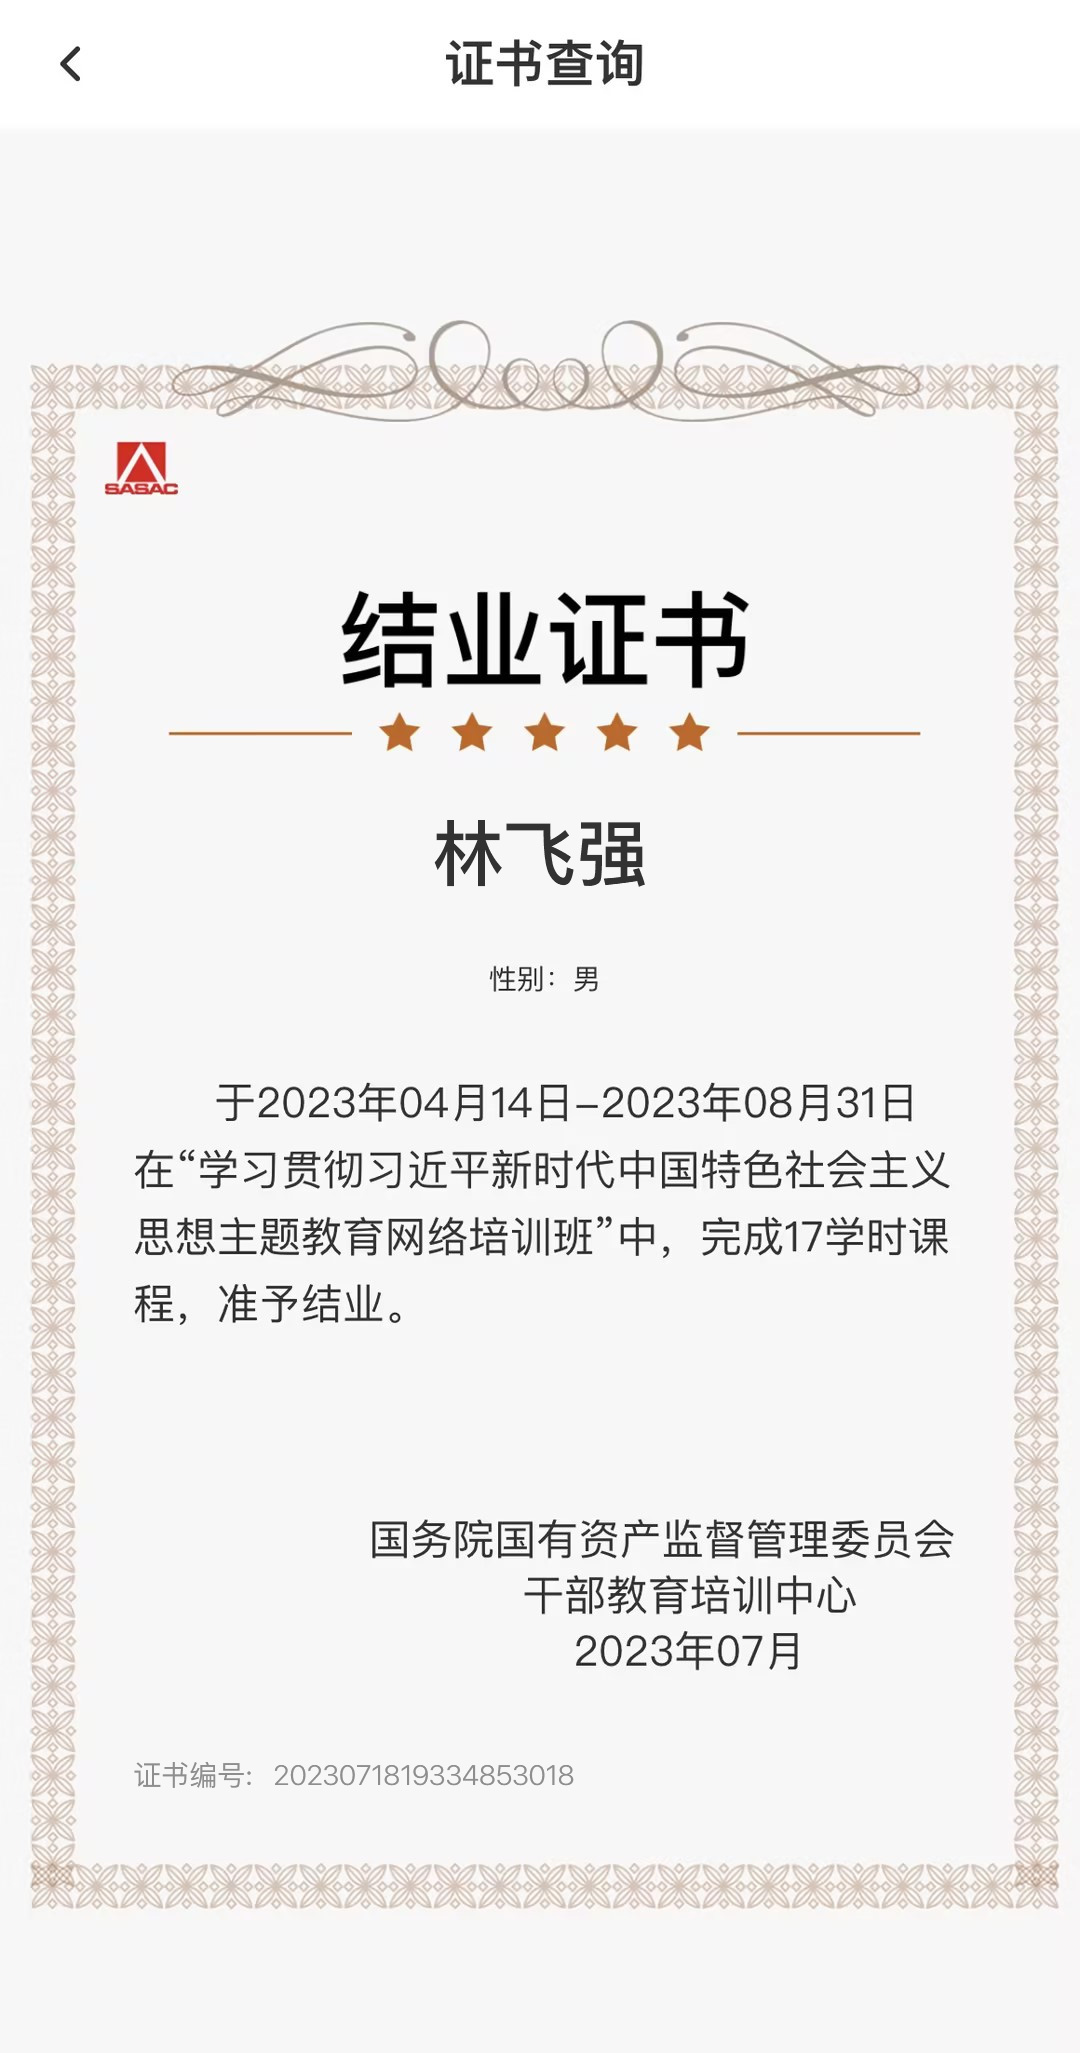 证书查询
SASAC
结业证书
林飞强
性别：男
于2023年04月14日–2023年08月31日
在“学习贯彻习近平新时代中国特色社会主义
思想主题教育网络培训班”中，完成17学时课
程，准予结业。
国务院国有资产监督管理委员会
干部教育培训中心
2023年07月
证书编号：2023071819334853018